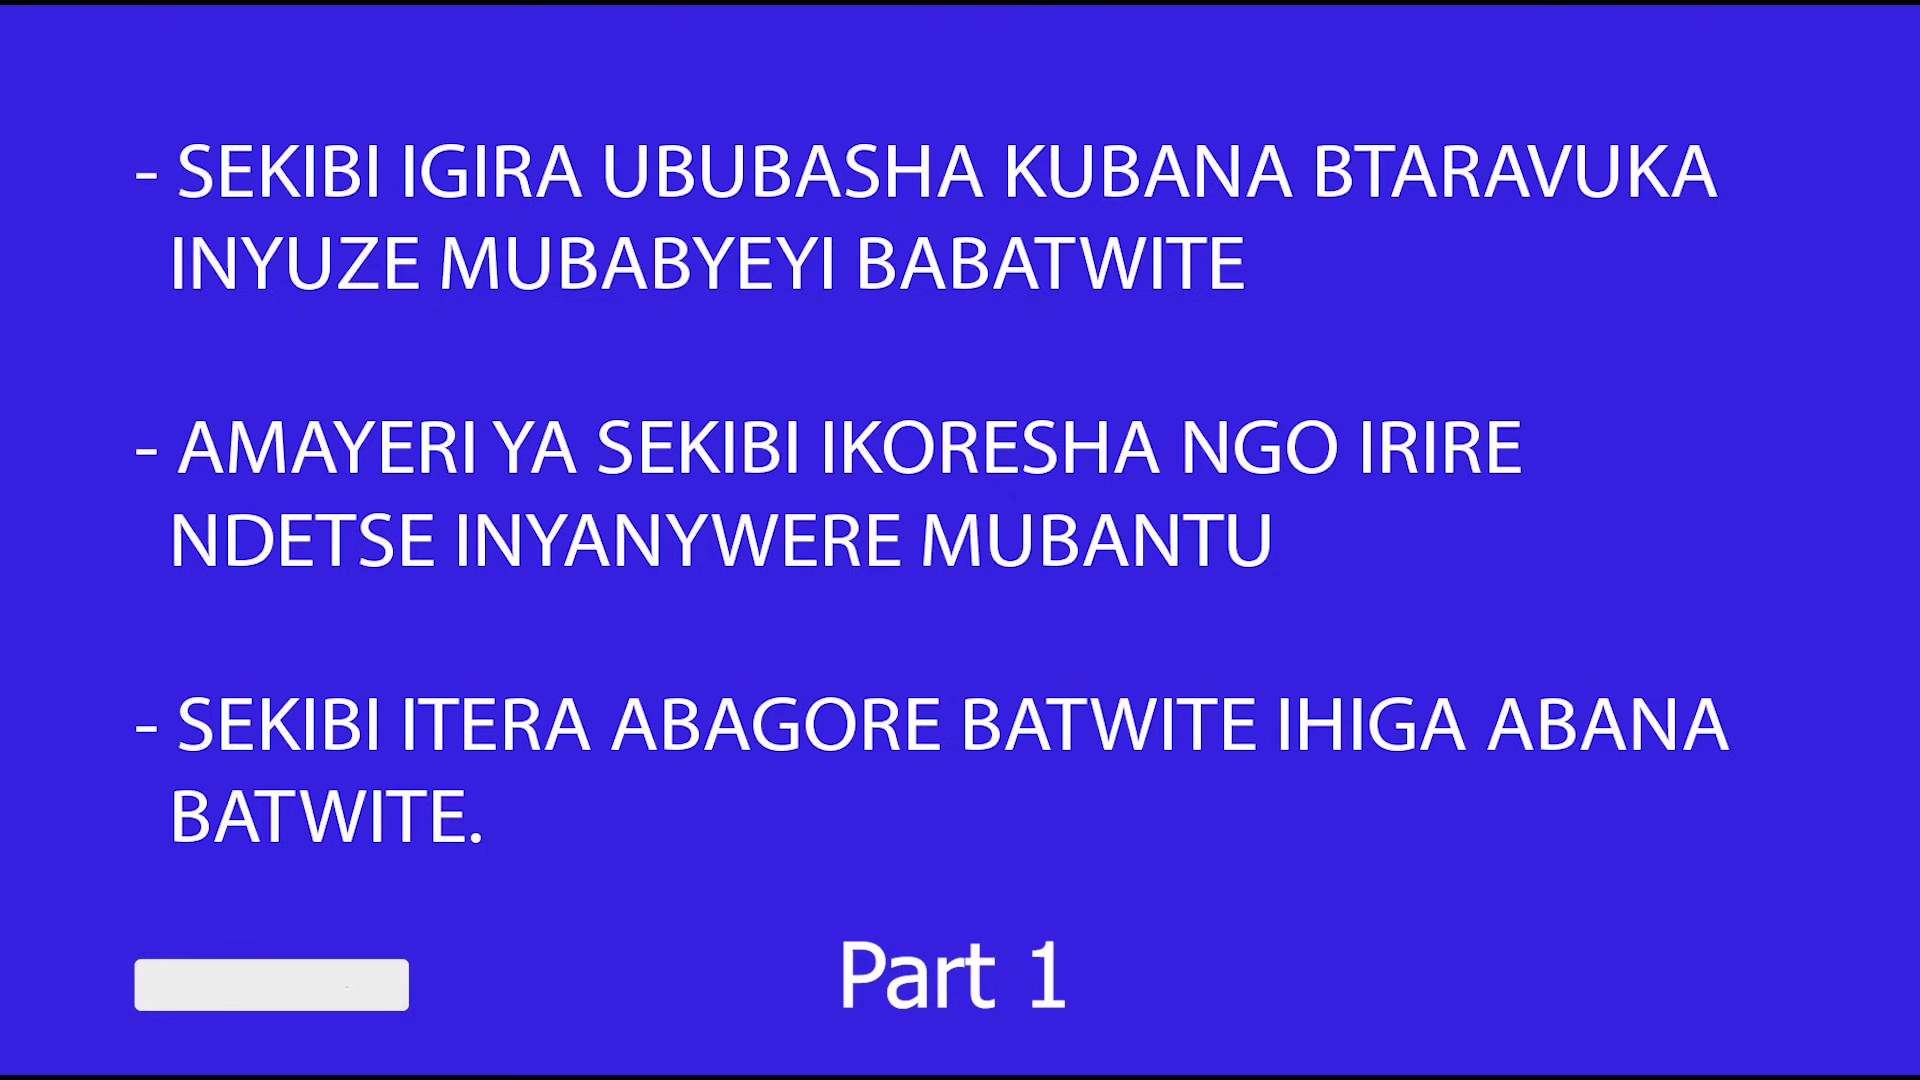 - SEKIBI IGIRA UBUBASHA KUBANA BTARAVUKA
INYUZE MUBABYEYI BABATWITE
- AMAYERI YA SEKIBI IKORESHA NGO IRIRE
NDETSE INYANYWERE MUBANTU
- SEKIBI ITERA ABAGORE BATWITE IHIGA ABANA
BATWITE.
Part 1